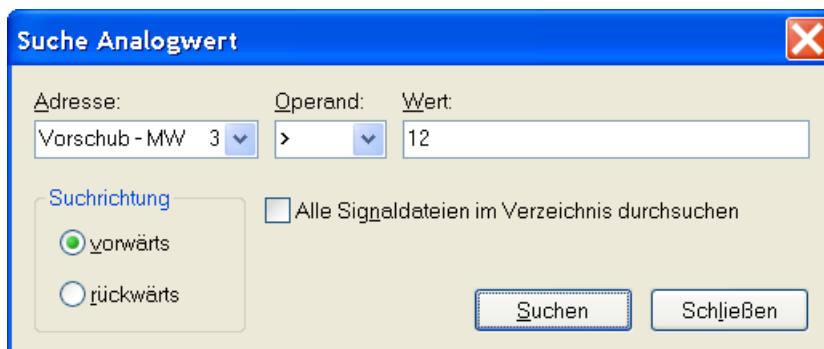 Suche Analogwert
Adresse: Operand: Wert:
Vorschub - MW 3 > 12
Suchrichtung
Alle Signaldateien im Verzeichnis durchsuchen
vorwärts
rückwärts
Suchen Schließen